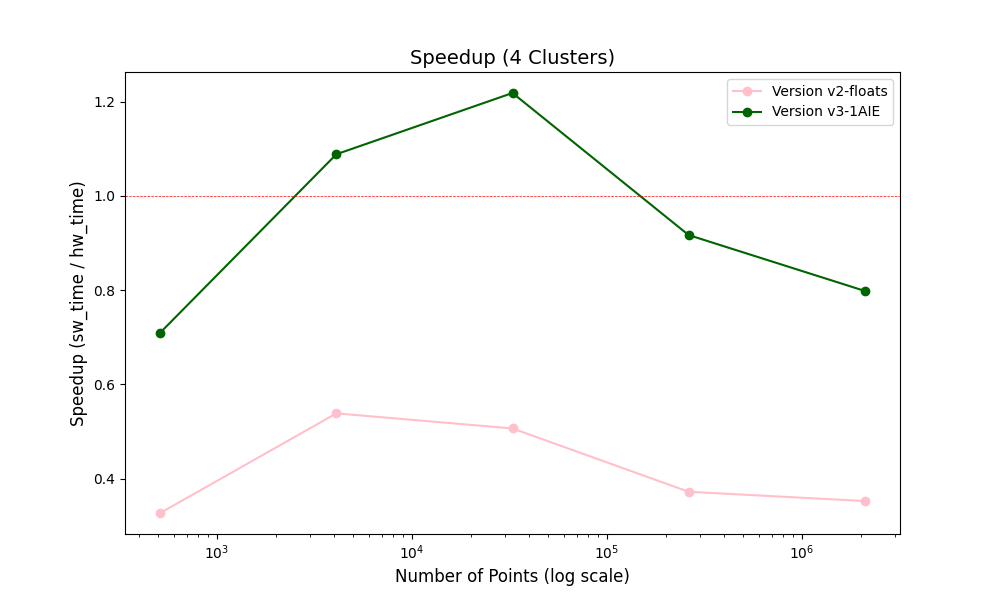 Speedup (4 Clusters)
Version v2-floats
Version v3-1AIE
Speedup (sw_time / hw_time)
1.2
1.0
0.8
0.6
0.4
10³
10⁴
10⁵
10⁶
Number of Points (log scale)